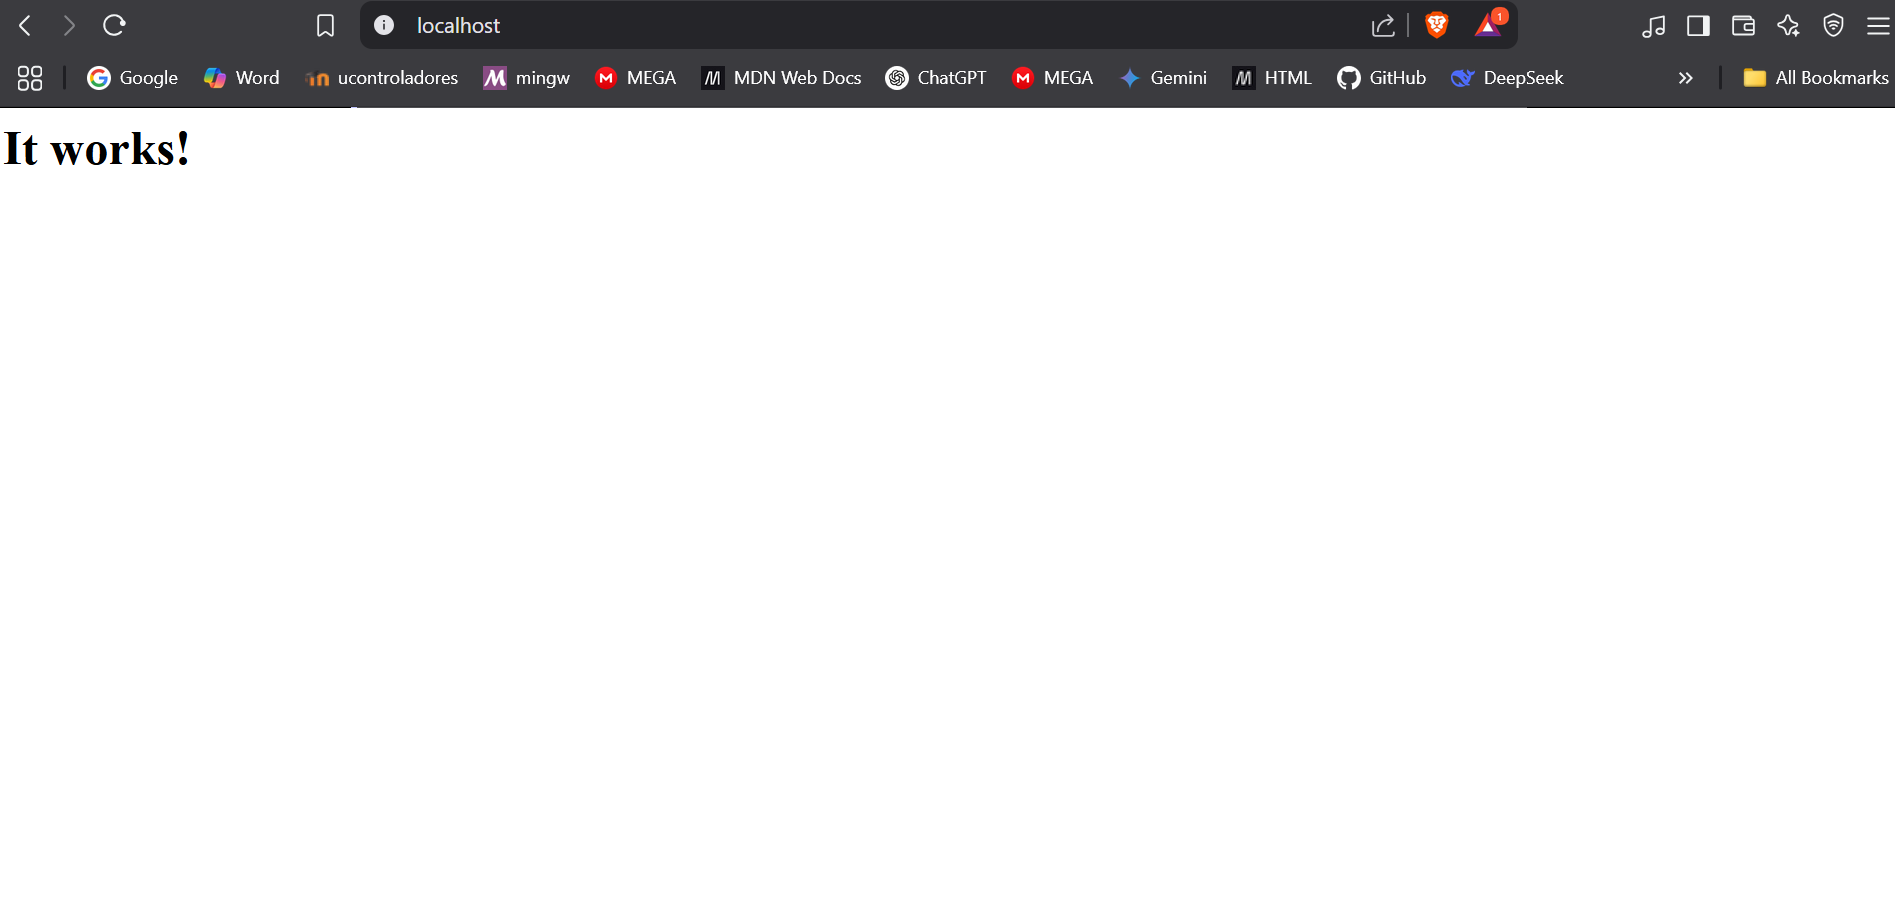 localhost
1
Google Word ucontroladores mingw MEGA MDN Web Docs ChatGPT MEGA Gemini HTML GitHub DeepSeek » All Bookmarks
It works!